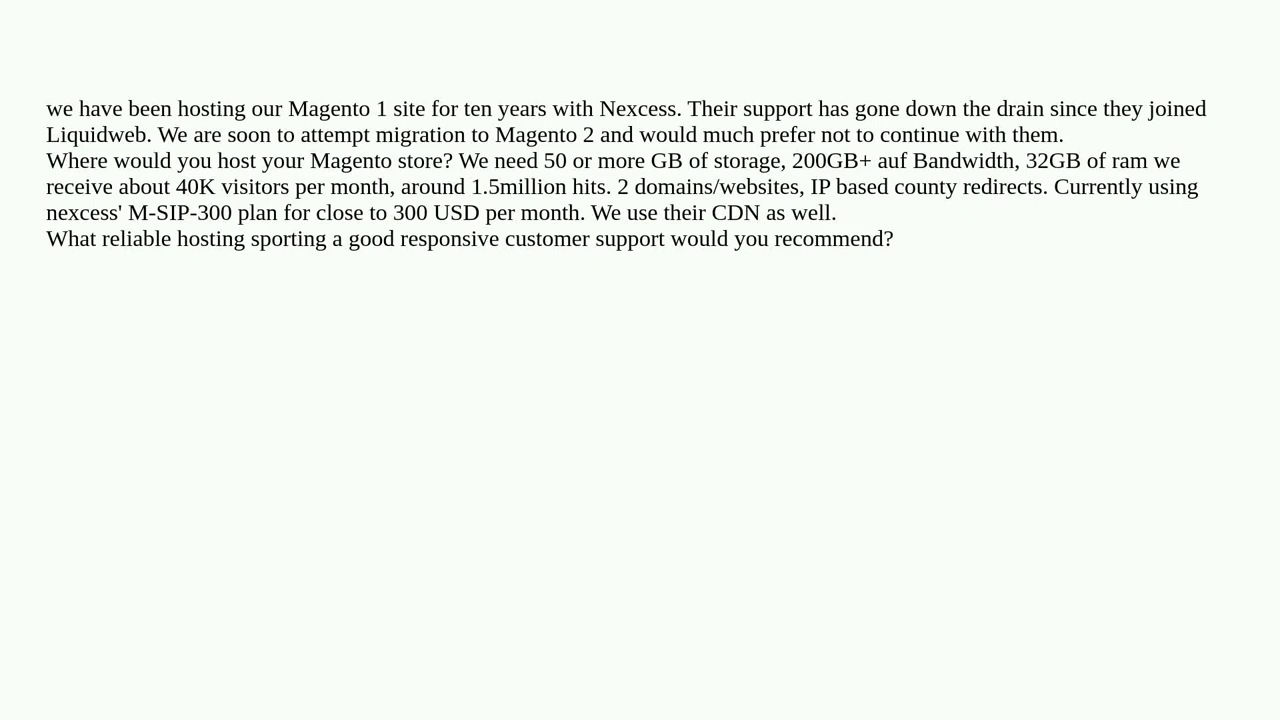 we have been hosting our Magento 1 site for ten years with Nexcess. Their support has gone down the drain since they joined
Liquidweb. We are soon to attempt migration to Magento 2 and would much prefer not to continue with them.
Where would you host your Magento store? We need 50 or more GB of storage, 200GB+ auf Bandwidth, 32GB of ram we
receive about 40K visitors per month, around 1.5million hits. 2 domains/websites, IP based county redirects. Currently using
nexcess' M-SIP-300 plan for close to 300 USD per month. We use their CDN as well.
What reliable hosting sporting a good responsive customer support would you recommend?